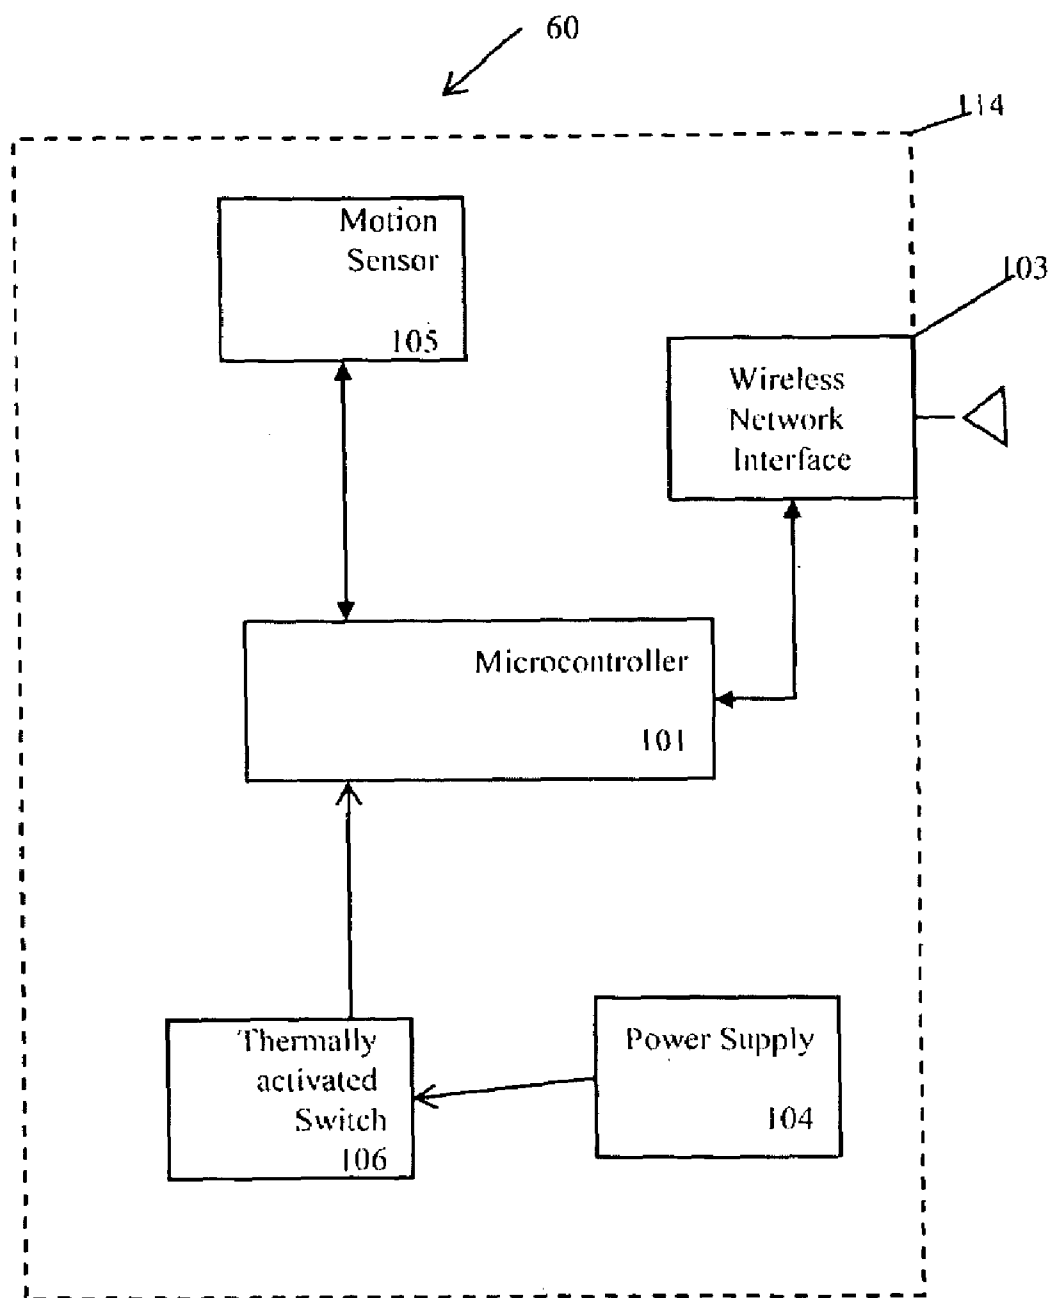 60
114
Motion
Sensor
105
103
Wireless
Network
Interface
Microcontroller
101
Thermally
activated
Switch
106
Power Supply
104